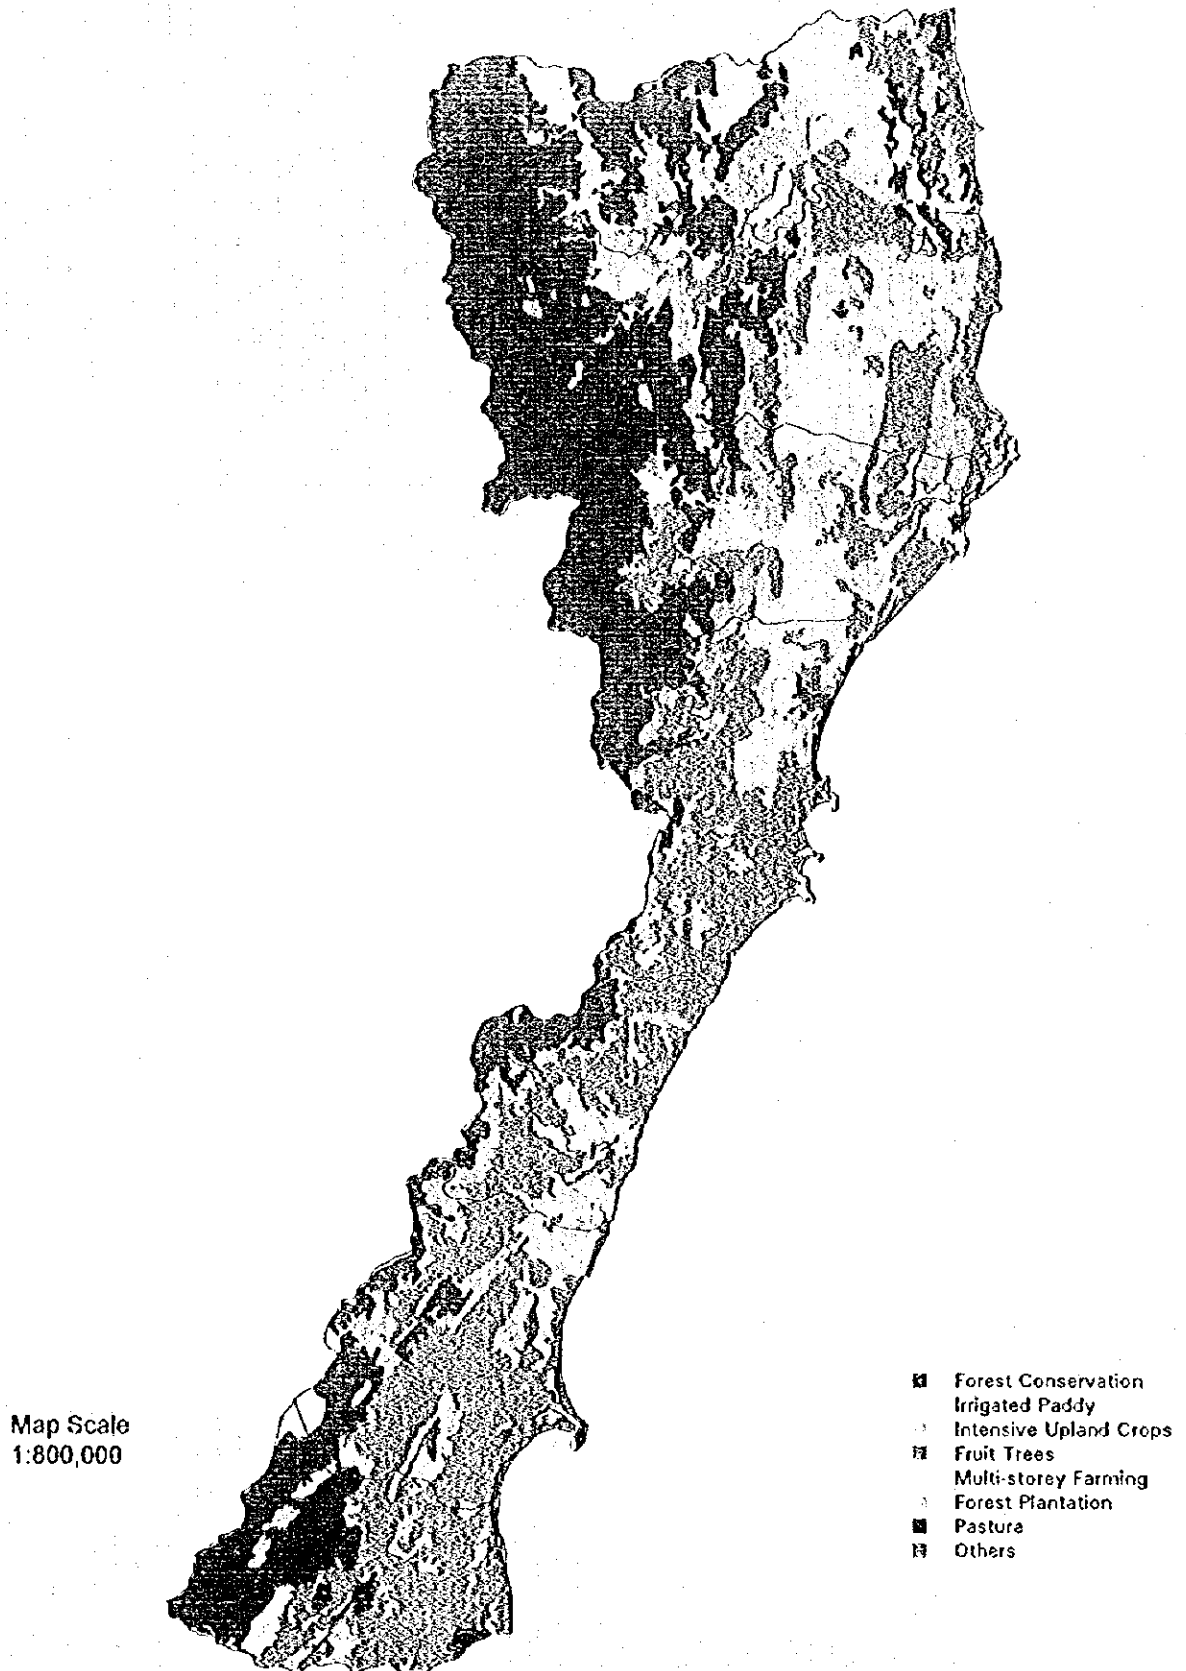 Map Scale
1:800,000
Forest Conservation
Irrigated Paddy
Intensive Upland Crops
Fruit Trees
Multi-storey Farming
Forest Plantation
Pastura
Others